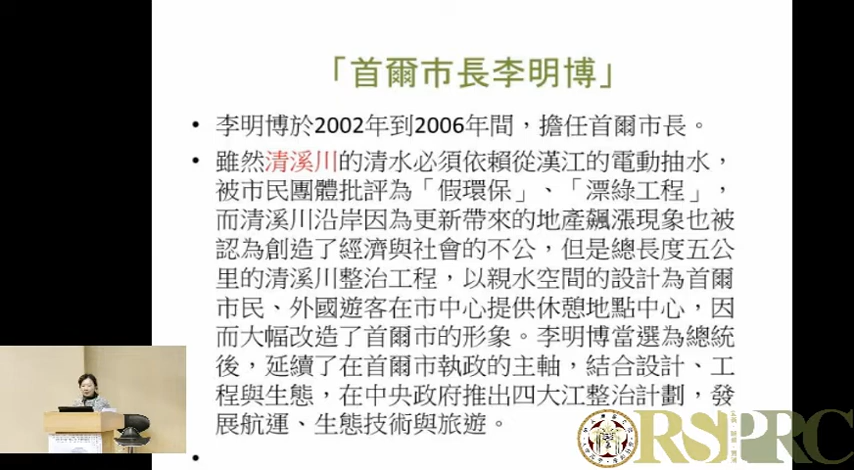 「首爾市長李明博」
• 李明博於2002年到2006年間，擔任首爾市長。
• 雖然清溪川的清水必須依賴從漢江的電動抽水，
被市民團體批評為「假環保」、「漂綠工程」，
而清溪川沿岸因為更新帶來的地產飆漲現象也被
認為創造了經濟與社會的不公，但是總長度五公
里的清溪川整治工程，以親水空間的設計為首爾
市民、外國遊客在市中心提供休憩地點中心，因
而大幅改造了首爾市的形象。李明博當選為總統
後，延續了在首爾市執政的主軸，結合設計、工
程與生態，在中央政府推出四大江整治計劃，發
展航運、生態技術與旅遊。
•
RSPRC